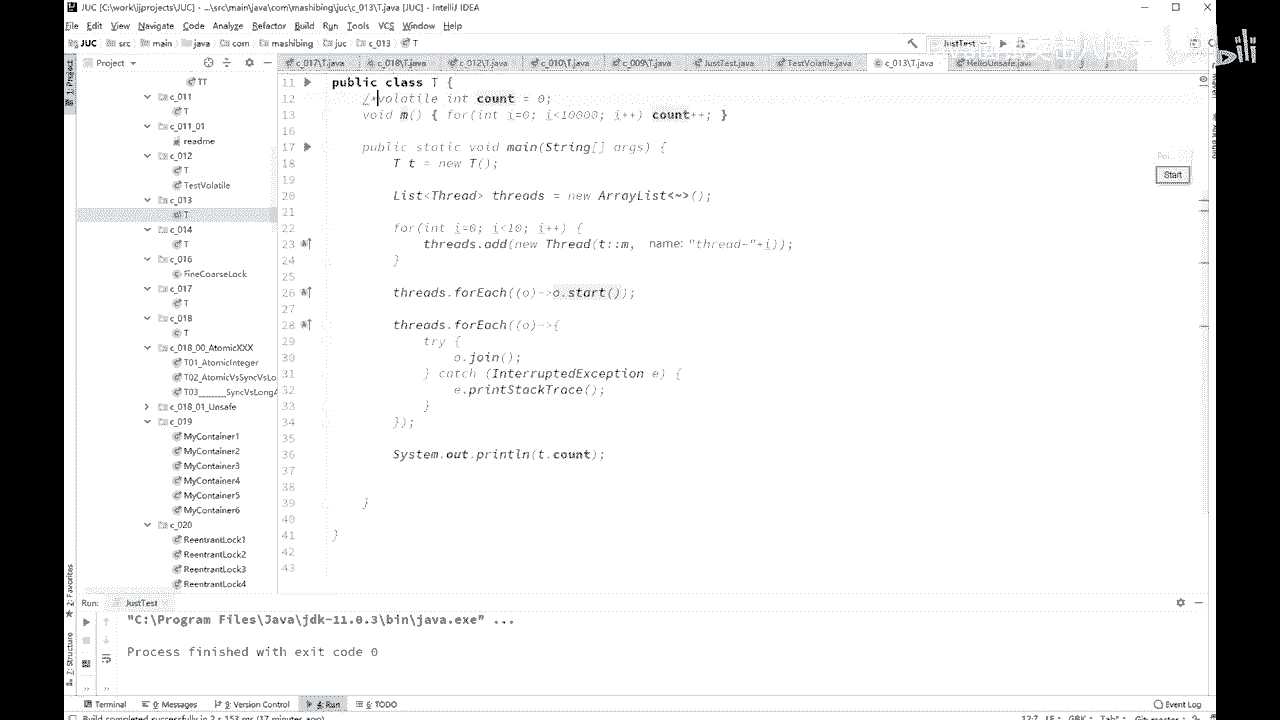 JUC [C:\work\ijprojects\JUC] - ...\src\main\java\com\mashibing\juc\c_013\T.java [JUC] - IntelliJ IDEA
File Edit View Navigate Code Analyze Refactor Build Run Tools VCS Window Help
JUC src main java com mashibing juc c_013 T JustTest
Project c_017\T.java c_018\T.java c_012\T.java c_010\T.java c_009\T.java JustTest.java TestVolatile.java c_013\T.java HelloUnsafe.java
1: Project
TT
c_011
T
c_011_01
readme
c_012
T
TestVolatile
c_013
T
c_014
T
c_016
FineCoarseLock
c_017
T
c_018
T
c_018_00_AtomicXXX
T01_AtomicInteger
T02_AtomicVsSyncVsLo
T03________SyncVsLongA
c_018_01_Unsafe
c_019
MyContainer1
MyContainer2
MyContainer3
MyContainer4
MyContainer5
MyContainer6
c_020
ReentrantLock1
ReentrantLock2
ReentrantLock3
ReentrantLock4
11 public class T {
12 /*volatile int count = 0;
13 void m() { for(int i=0; i<10000; i++) count++; }
16
17 public static void main(String[] args) {
18 T t = new T();
19
20 List<Thread> threads = new ArrayList<~>();
21
22 for(int i=0; i<10; i++) {
23 threads.add(new Thread(t::m, name: "thread-"+i));
24 }
25
26 threads.forEach((o)->o.start());
27
28 threads.forEach((o)->{
29 try {
30 o.join();
31 } catch (InterruptedException e) {
32 e.printStackTrace();
33 }
34 });
35
36 System.out.println(t.count);
37
38
39 }
40
41 }
42
43
Start
2: Favorites
7: Structure
Run: JustTest
"C:\Program Files\Java\jdk-11.0.3\bin\java.exe" ...
Process finished with exit code 0
Terminal 0: Messages 9: Version Control 4: Run 6: TODO Event Log
Build completed successfully in 2 s 153 ms (37 minutes ago)